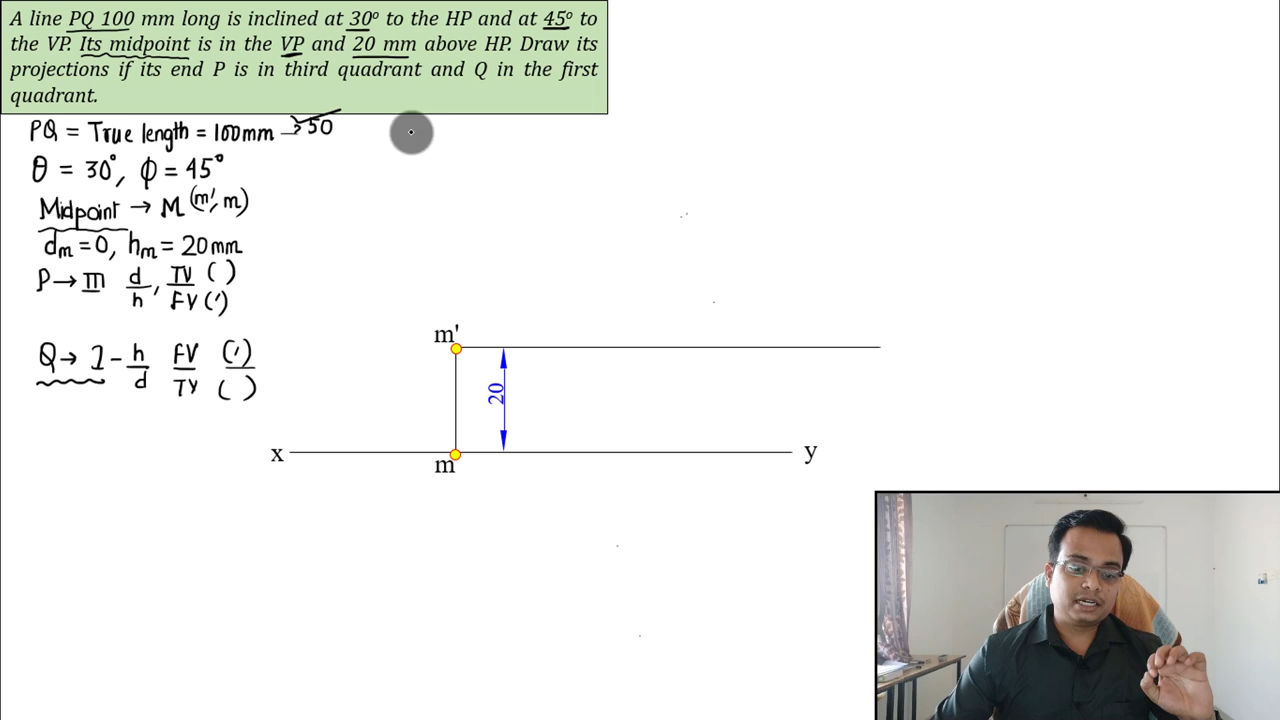 A line PQ 100 mm long is inclined at 30° to the HP and at 45° to
the VP. Its midpoint is in the VP and 20 mm above HP. Draw its
projections if its end P is in third quadrant and Q in the first
quadrant.
PQ = True length = 100mm → 50
θ = 30°, ϕ = 45°
Midpoint → M (m', m)
dm = 0, hm = 20mm
P → III d/h, TV ( ) / FV (')
Q → I - h/d FV/TV (')/( )
m'
20
x
m
y